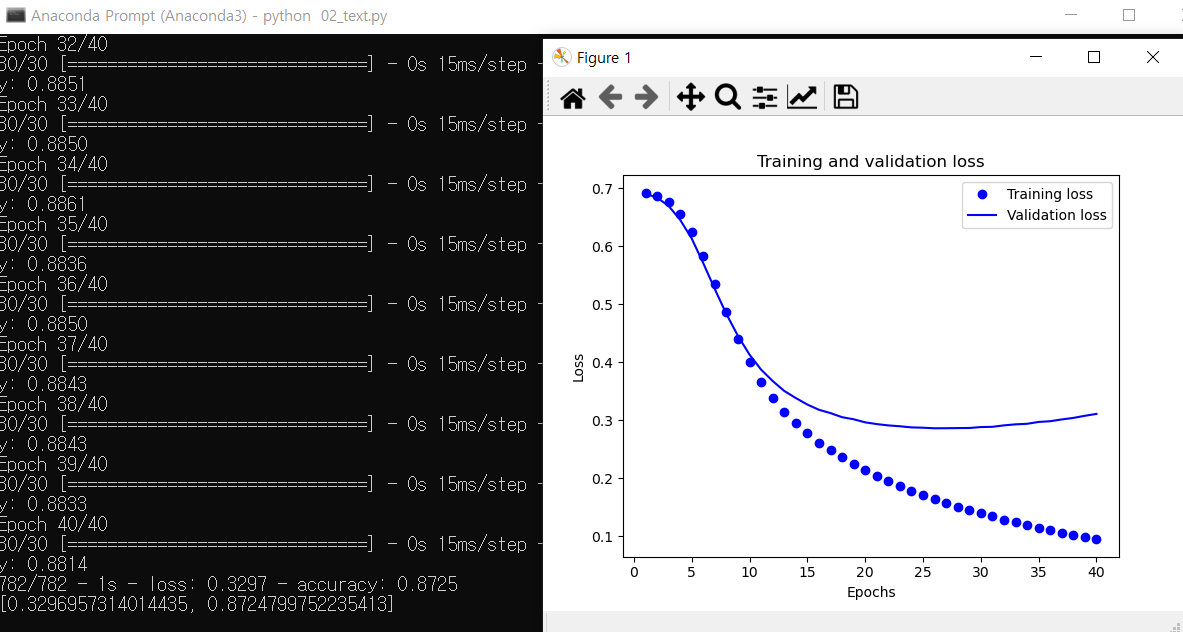 Anaconda Prompt (Anaconda3) - python 02_text.py
Epoch 32/40
30/30 [==============================] - 0s 15ms/step -
y: 0.8851
Epoch 33/40
30/30 [==============================] - 0s 15ms/step -
y: 0.8850
Epoch 34/40
30/30 [==============================] - 0s 15ms/step -
y: 0.8861
Epoch 35/40
30/30 [==============================] - 0s 15ms/step -
y: 0.8836
Epoch 36/40
30/30 [==============================] - 0s 15ms/step -
y: 0.8850
Epoch 37/40
30/30 [==============================] - 0s 15ms/step -
y: 0.8843
Epoch 38/40
30/30 [==============================] - 0s 15ms/step -
y: 0.8843
Epoch 39/40
30/30 [==============================] - 0s 15ms/step -
y: 0.8833
Epoch 40/40
30/30 [==============================] - 0s 15ms/step -
y: 0.8814
782/782 - 1s - loss: 0.3297 - accuracy: 0.8725
[0.3296957314014435, 0.8724799752235413]
Figure 1
Training and validation loss
Training loss
Validation loss
0.7
0.6
0.5
0.4
0.3
0.2
0.1
Loss
0 5 10 15 20 25 30 35 40
Epochs